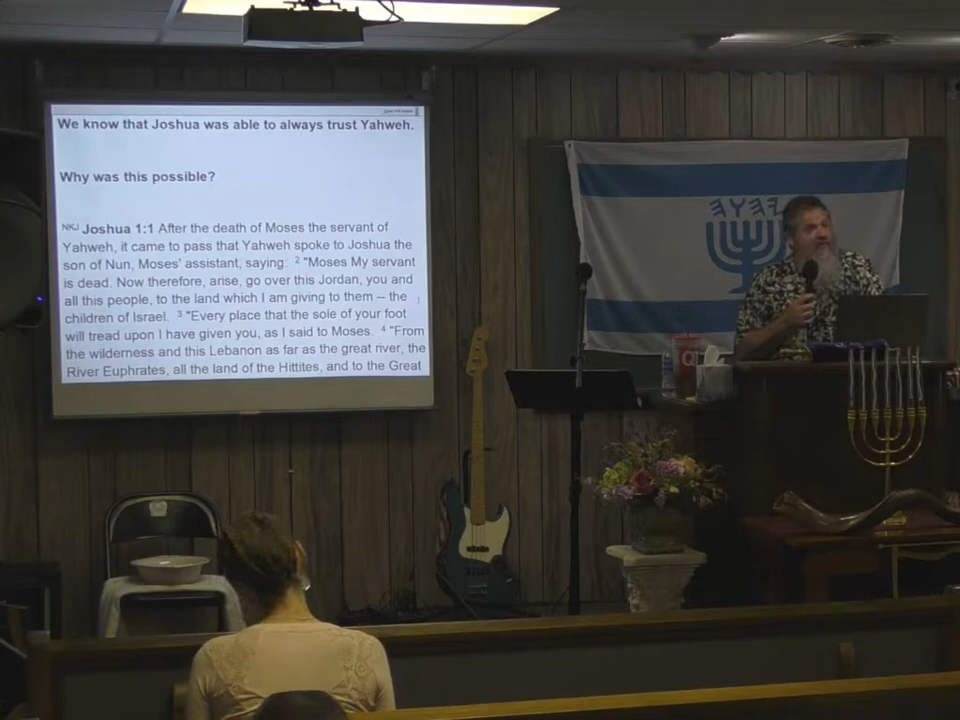 We know that Joshua was able to always trust Yahweh.
Why was this possible?
NKJ Joshua 1:1 After the death of Moses the servant of
Yahweh, it came to pass that Yahweh spoke to Joshua the
son of Nun, Moses' assistant, saying: 2 "Moses My servant
is dead. Now therefore, arise, go over this Jordan, you and
all this people, to the land which I am giving to them -- the
children of Israel. 3 "Every place that the sole of your foot
will tread upon I have given you, as I said to Moses. 4 "From
the wilderness and this Lebanon as far as the great river, the
River Euphrates, all the land of the Hittites, and to the Great
𐤉𐤄𐤅𐤄